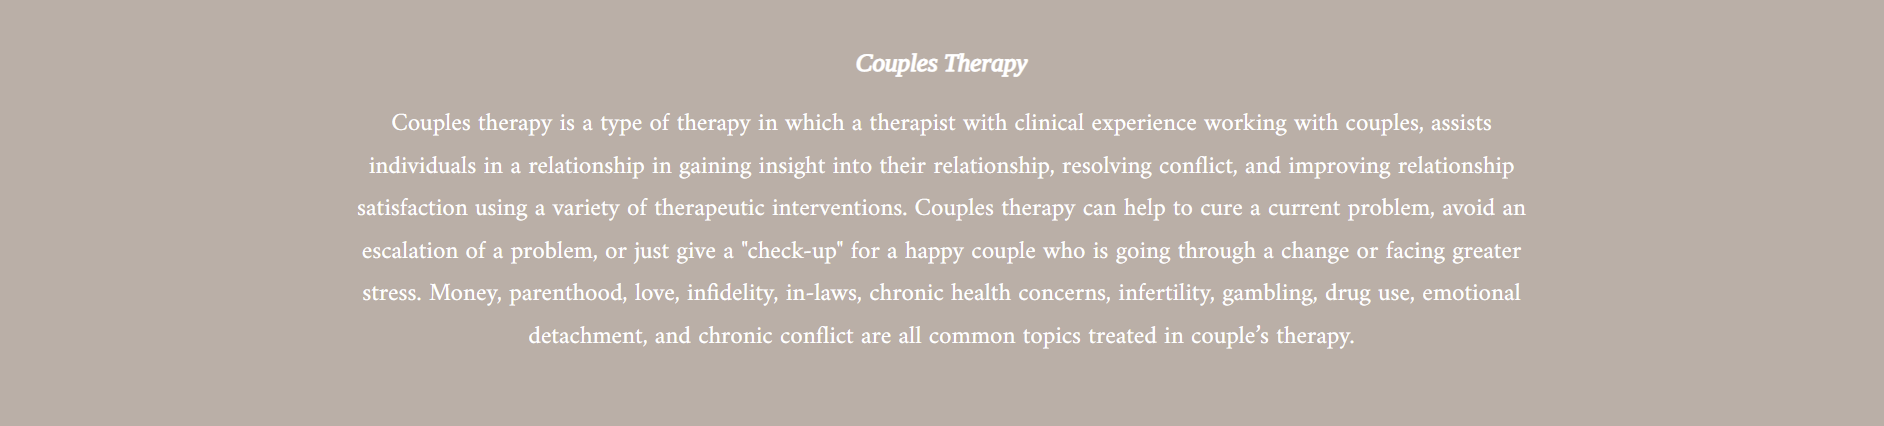 Couples Therapy
Couples therapy is a type of therapy in which a therapist with clinical experience working with couples, assists
individuals in a relationship in gaining insight into their relationship, resolving conflict, and improving relationship
satisfaction using a variety of therapeutic interventions. Couples therapy can help to cure a current problem, avoid an
escalation of a problem, or just give a "check-up" for a happy couple who is going through a change or facing greater
stress. Money, parenthood, love, infidelity, in-laws, chronic health concerns, infertility, gambling, drug use, emotional
detachment, and chronic conflict are all common topics treated in couple’s therapy.